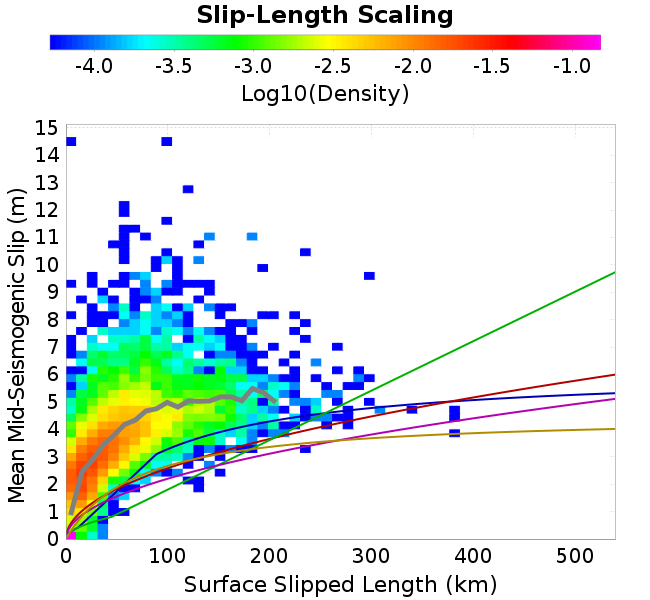 Slip-Length Scaling
-4.0 -3.5 -3.0 -2.5 -2.0 -1.5 -1.0
Log10(Density)
Mean Mid-Seismogenic Slip (m)
15
14
13
12
11
10
9
8
7
6
5
4
3
2
1
0
0 100 200 300 400 500
Surface Slipped Length (km)